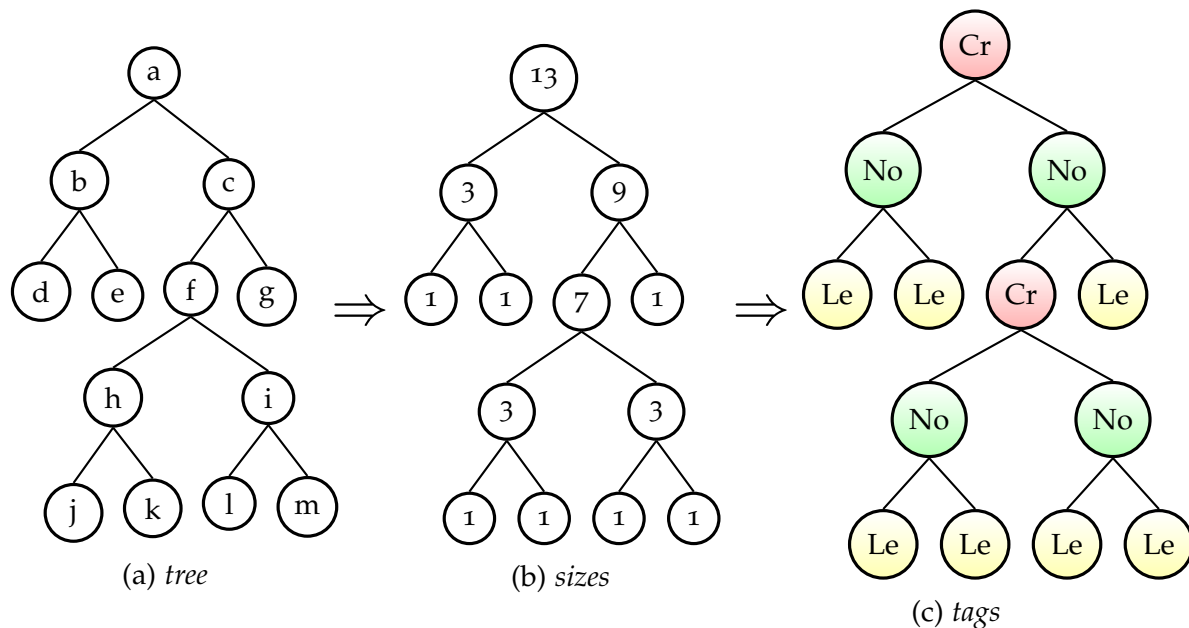 a
b c
d e f g
h i
j k l m
(a) tree
⇒
13
3 9
1 1 7 1
3 3
1 1 1 1
(b) sizes
⇒
Cr
No No
Le Le Cr Le
No No
Le Le Le Le
(c) tags